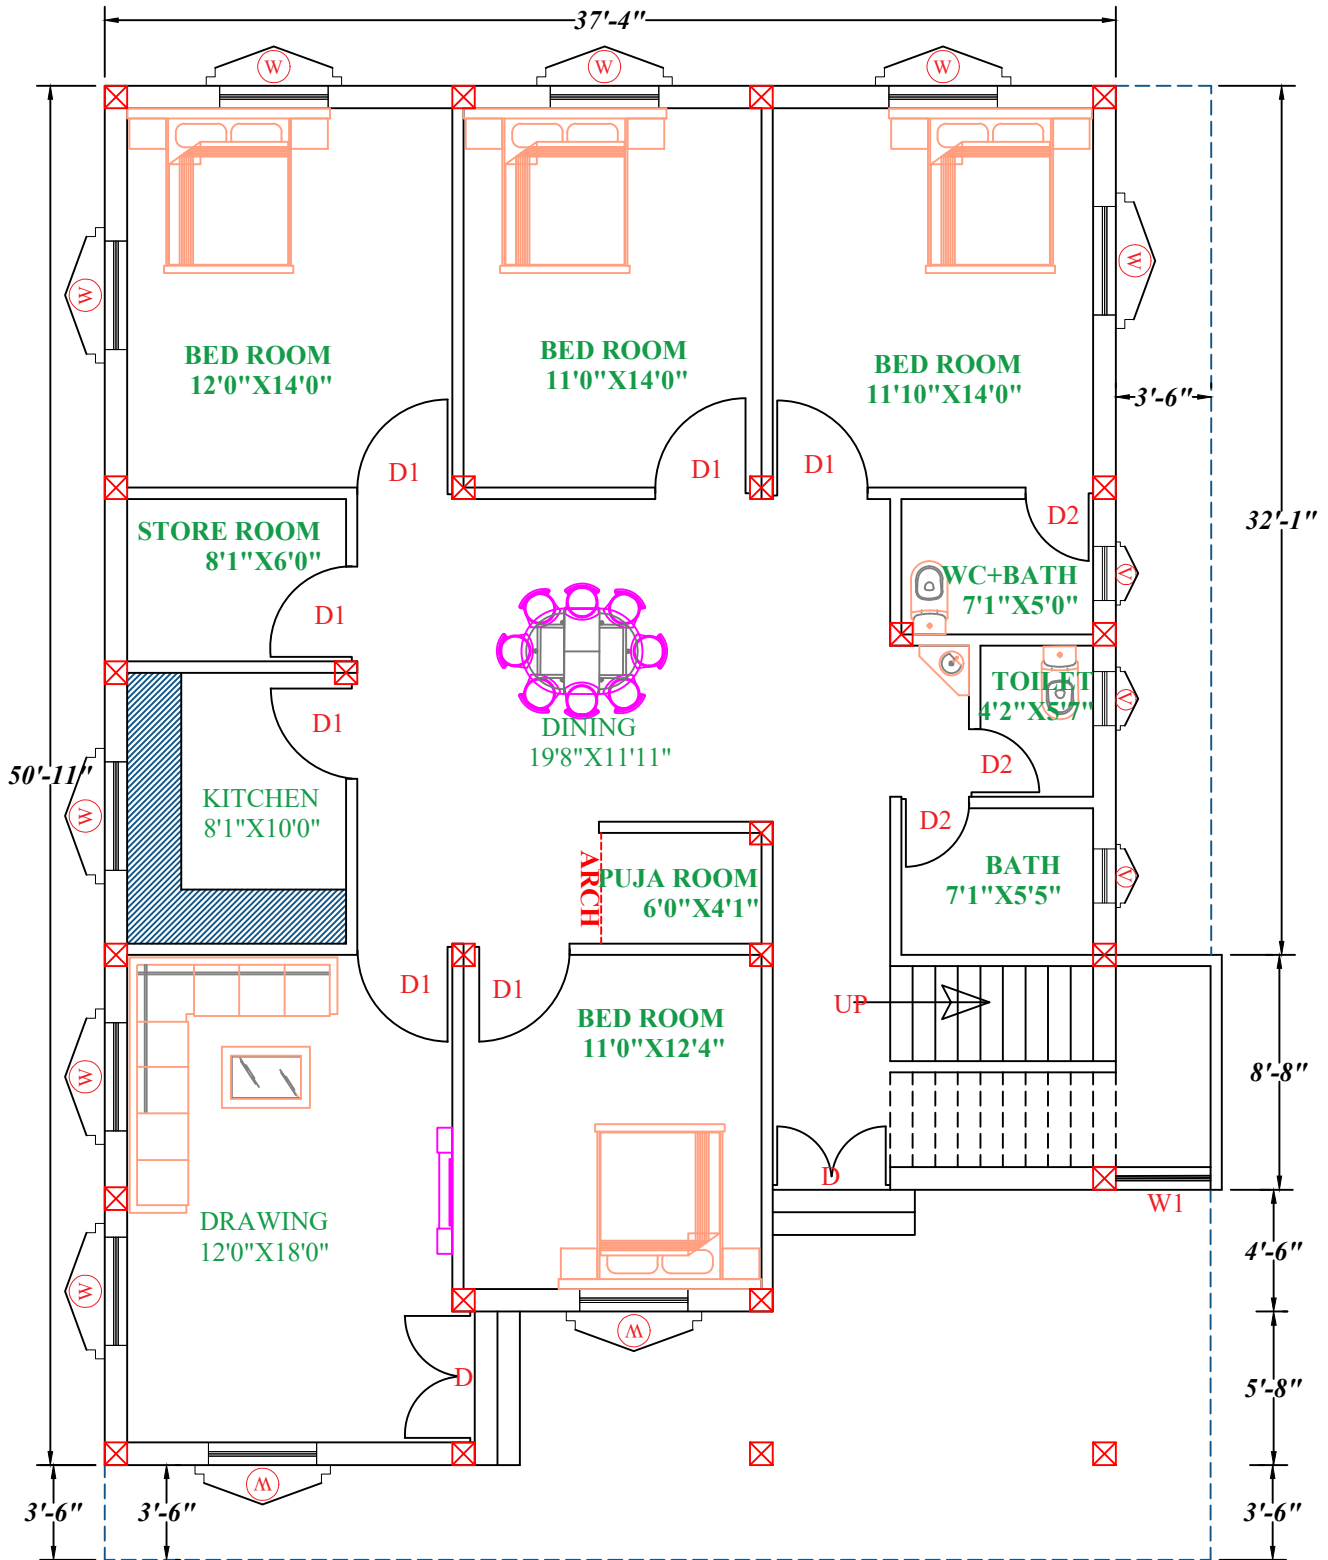 37'-4"
W
W
W
W
W
BED ROOM
12'0"X14'0"
BED ROOM
11'0"X14'0"
BED ROOM
11'10"X14'0"
3'-6"
D1
D1
D1
STORE ROOM
8'1"X6'0"
D2
32'-1"
WC+BATH
7'1"X5'0"
V
D1
TOILET
4'2"X5'7"
V
D1
DINING
19'8"X11'11"
D2
50'-11"
W
KITCHEN
8'1"X10'0"
D2
ARCH
PUJA ROOM
6'0"X4'1"
BATH
7'1"X5'5"
V
D1
D1
UP
BED ROOM
11'0"X12'4"
W
8'-8"
D
W1
DRAWING
12'0"X18'0"
4'-6"
W
W
D
5'-8"
W
3'-6"
3'-6"
3'-6"